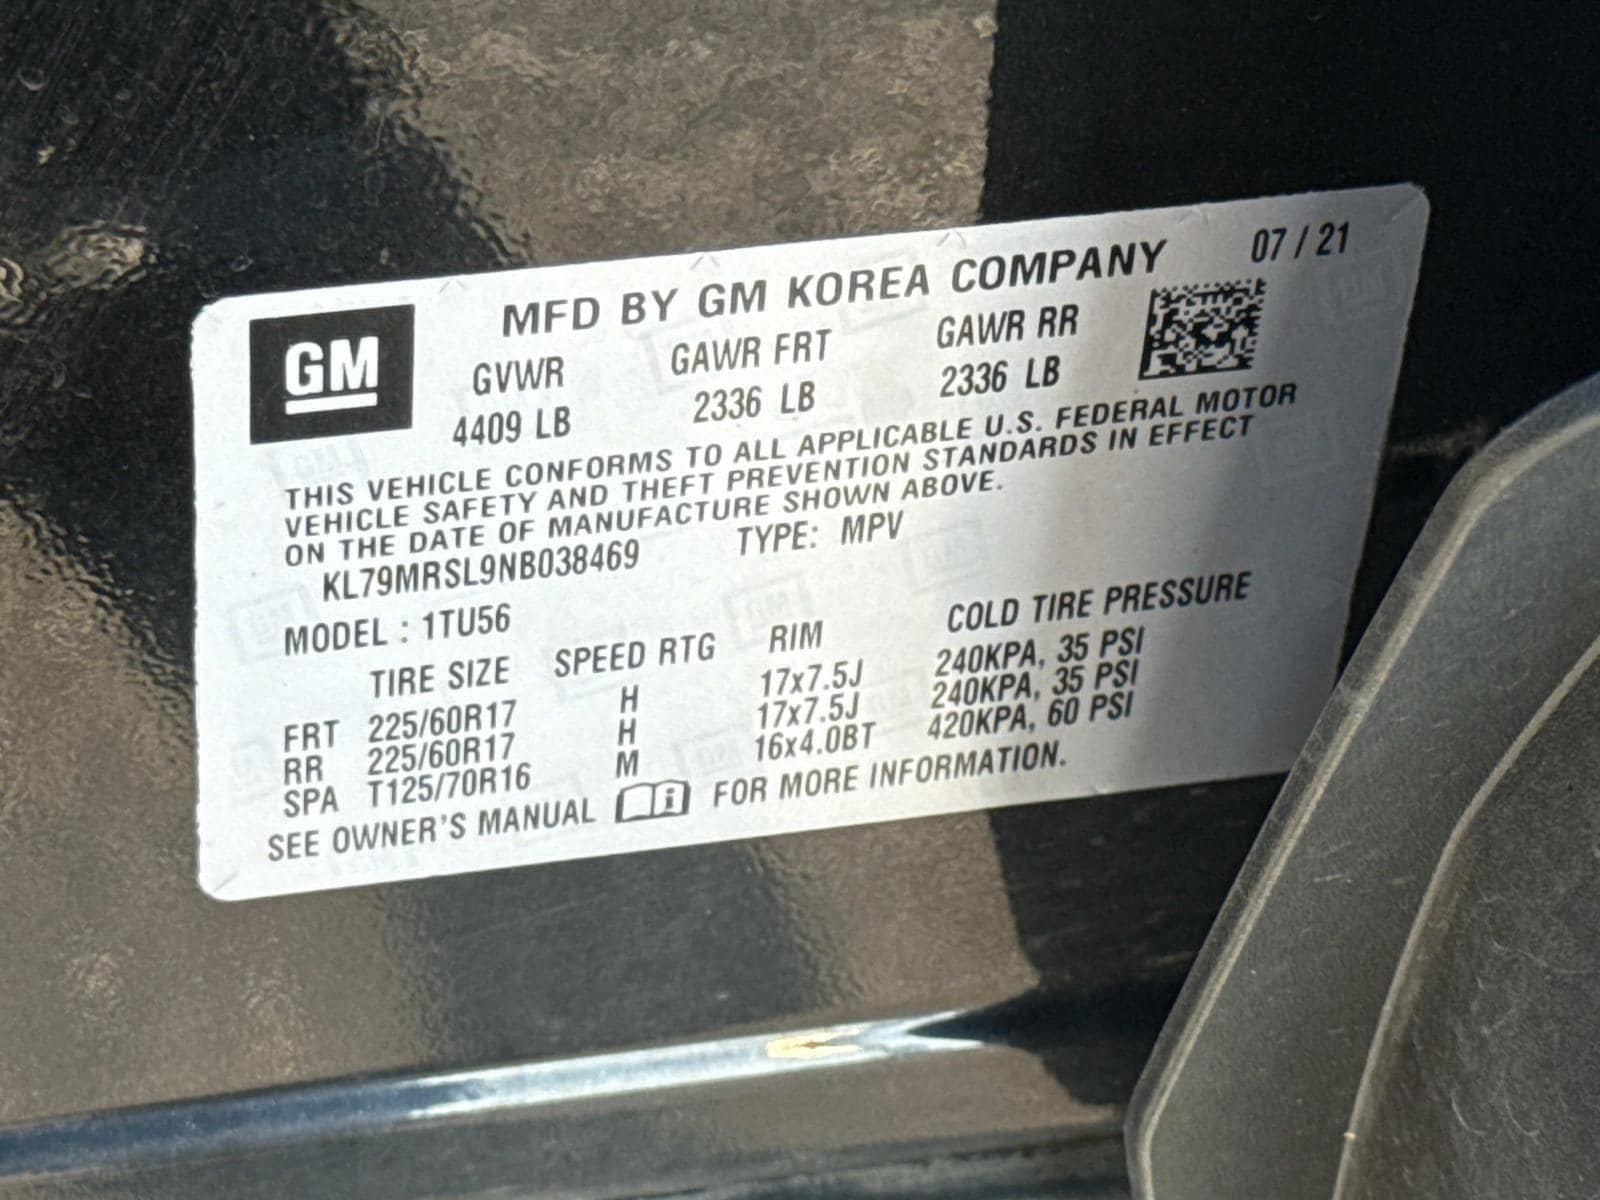 MFD BY GM KOREA COMPANY 07 / 21
GM
GVWR GAWR FRT GAWR RR
4409 LB 2336 LB 2336 LB
THIS VEHICLE CONFORMS TO ALL APPLICABLE U.S. FEDERAL MOTOR
VEHICLE SAFETY AND THEFT PREVENTION STANDARDS IN EFFECT
ON THE DATE OF MANUFACTURE SHOWN ABOVE.
KL79MRSL9NB038469 TYPE: MPV
MODEL : 1TU56
TIRE SIZE SPEED RTG RIM COLD TIRE PRESSURE
FRT 225/60R17 H 17x7.5J 240KPA, 35 PSI
RR 225/60R17 H 17x7.5J 240KPA, 35 PSI
SPA T125/70R16 M 16x4.0BT 420KPA, 60 PSI
SEE OWNER'S MANUAL i FOR MORE INFORMATION.